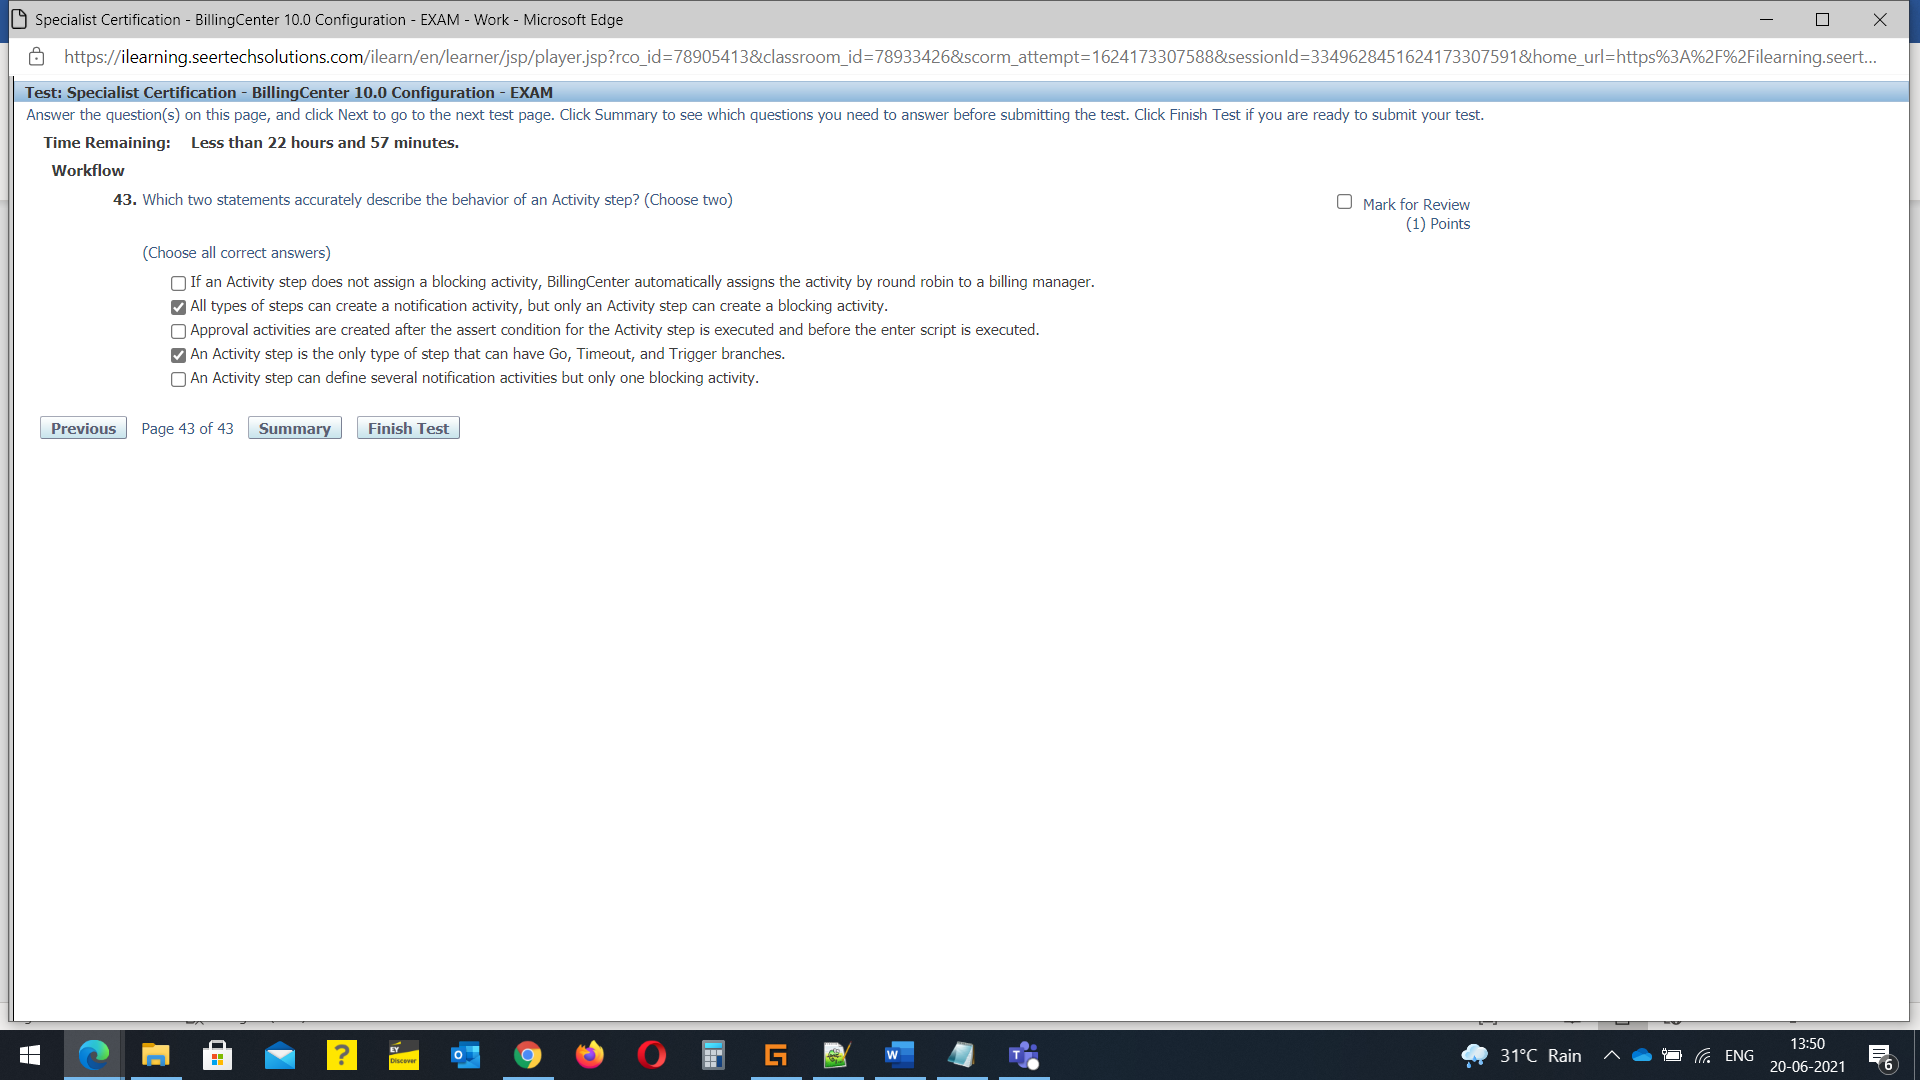 Specialist Certification - BillingCenter 10.0 Configuration - EXAM - Work - Microsoft Edge
https://ilearning.seertechsolutions.com/ilearn/en/learner/jsp/player.jsp?rco_id=78905413&classroom_id=78933426&scorm_attempt=1624173307588&sessionId=3349628451624173307591&home_url=https%3A%2F%2Filearning.seert...
Test: Specialist Certification - BillingCenter 10.0 Configuration - EXAM
Answer the question(s) on this page, and click Next to go to the next test page. Click Summary to see which questions you need to answer before submitting the test. Click Finish Test if you are ready to submit your test.
Time Remaining: Less than 22 hours and 57 minutes.
Workflow
43. Which two statements accurately describe the behavior of an Activity step? (Choose two)
Mark for Review
(1) Points
(Choose all correct answers)
If an Activity step does not assign a blocking activity, BillingCenter automatically assigns the activity by round robin to a billing manager.
All types of steps can create a notification activity, but only an Activity step can create a blocking activity.
Approval activities are created after the assert condition for the Activity step is executed and before the enter script is executed.
An Activity step is the only type of step that can have Go, Timeout, and Trigger branches.
An Activity step can define several notification activities but only one blocking activity.
Previous Page 43 of 43 Summary Finish Test
EY
Discover
31°C Rain
ENG
13:50
20-06-2021
6